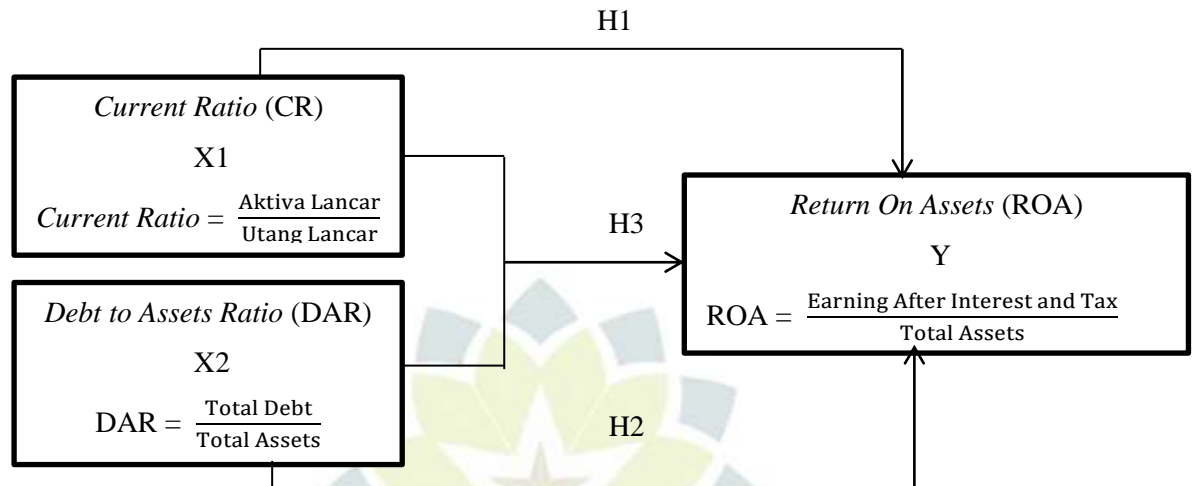 H1
Current Ratio (CR)
X1
Current Ratio = Aktiva Lancar / Utang Lancar
Debt to Assets Ratio (DAR)
X2
DAR = Total Debt / Total Assets
H3
H2
Return On Assets (ROA)
Y
ROA = Earning After Interest and Tax / Total Assets